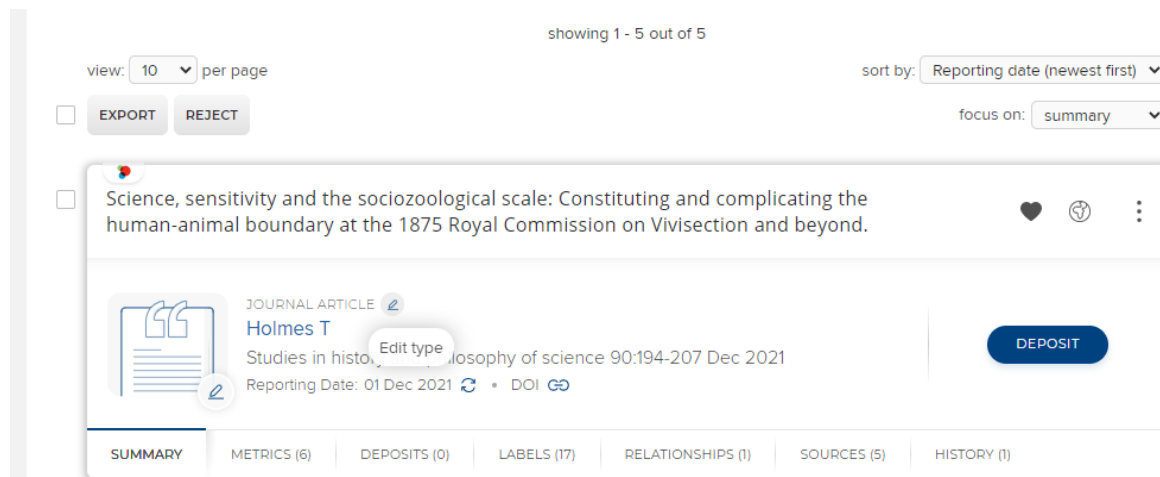 showing 1 - 5 out of 5
view: 10 per page
sort by: Reporting date (newest first)
EXPORT REJECT
focus on: summary
Science, sensitivity and the sociozoological scale: Constituting and complicating the
human-animal boundary at the 1875 Royal Commission on Vivisection and beyond.
JOURNAL ARTICLE
Holmes T
Edit type
DEPOSIT
Studies in philosophy of science 90:194-207 Dec 2021
Reporting Date: 01 Dec 2021 • DOI
SUMMARY METRICS (6) DEPOSITS (0) LABELS (17) RELATIONSHIPS (1) SOURCES (5) HISTORY (1)